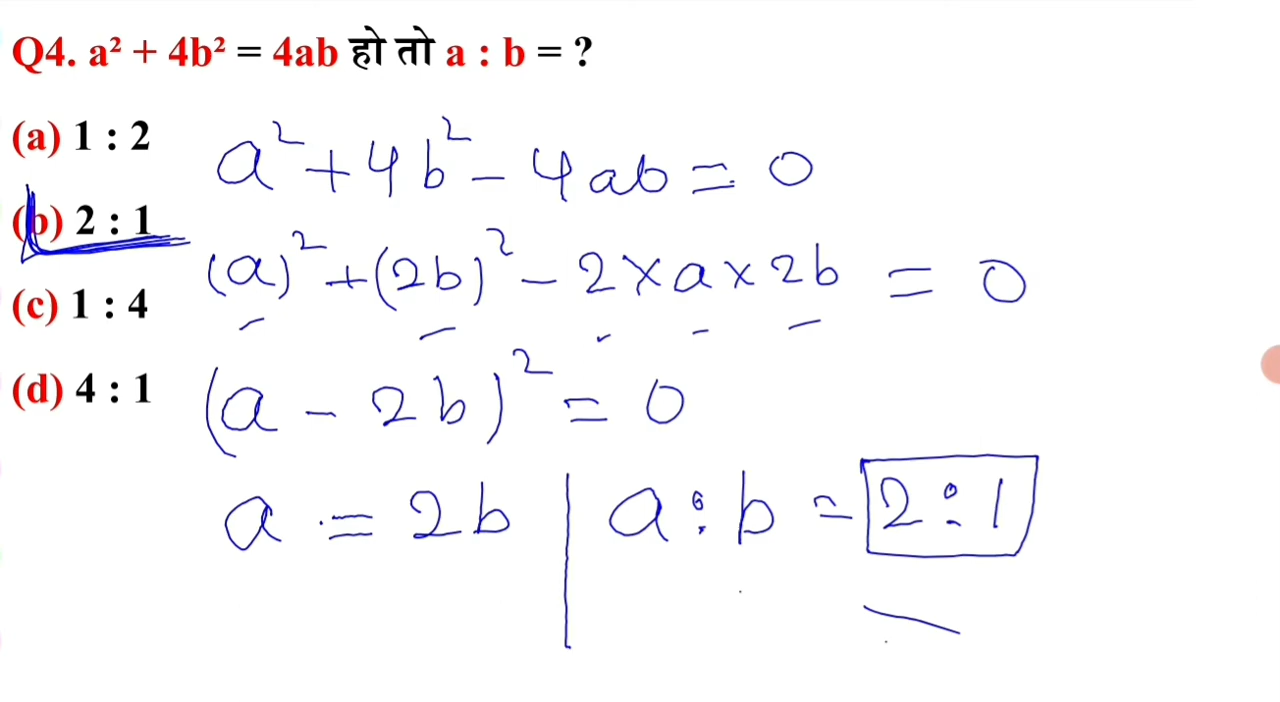 Q4. a² + 4b² = 4ab हो तो a : b = ?
(a) 1 : 2
a² + 4b² - 4ab = 0
(b) 2 : 1
(a)² + (2b)² - 2 × a × 2b = 0
(c) 1 : 4
(d) 4 : 1
(a - 2b)² = 0
a = 2b | a : b = 2 : 1